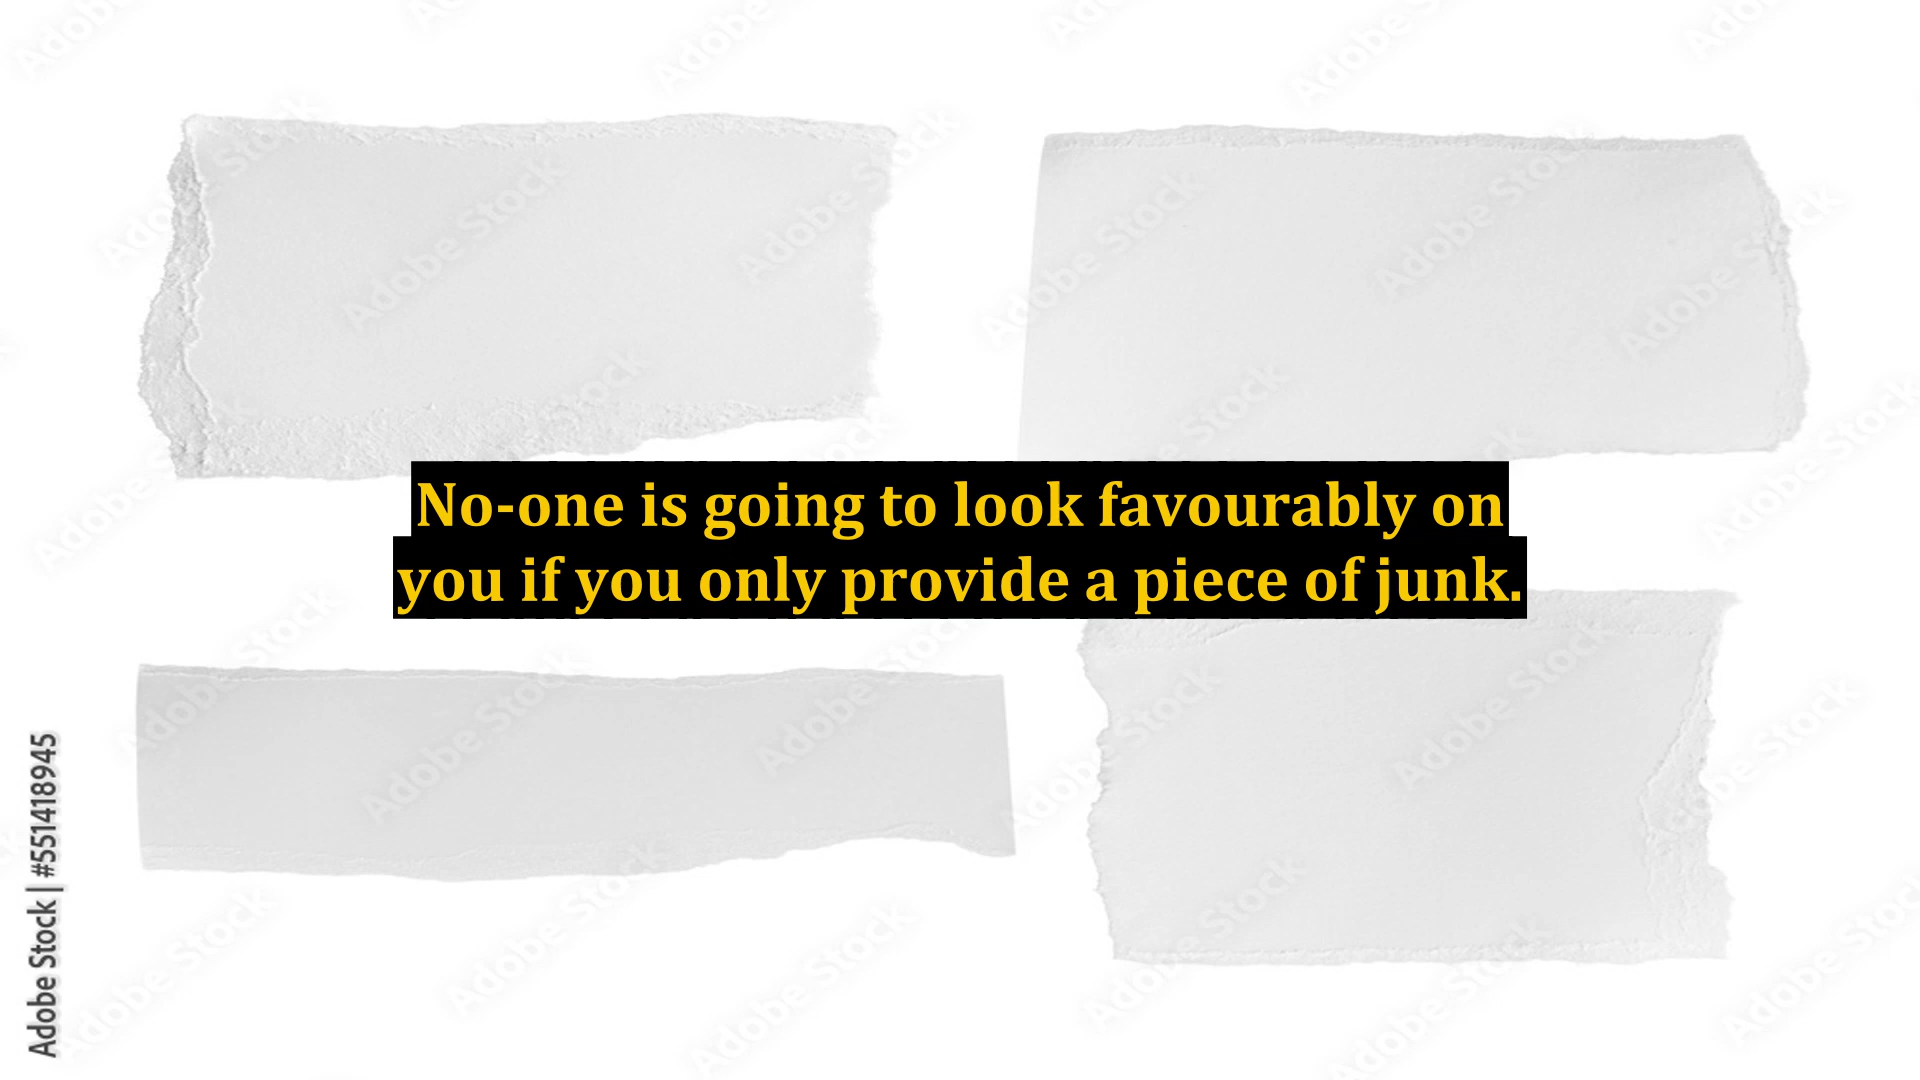 No-one is going to look favourably on
you if you only provide a piece of junk.
Adobe Stock | #551418945